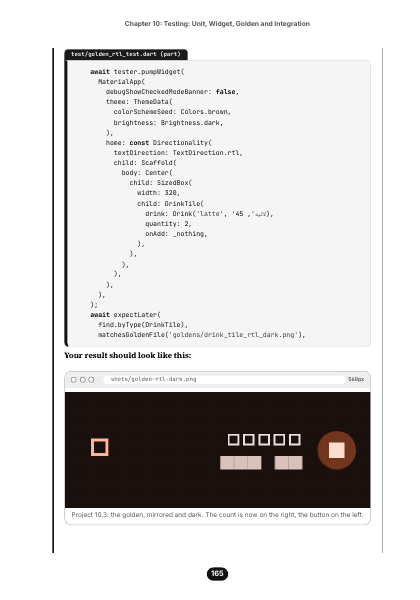 Chapter 10: Testing: Unit, Widget, Golden and Integration
test/golden_rtl_test.dart (part)
await tester.pumpWidget(
MaterialApp(
debugShowCheckedModeBanner: false,
theme: ThemeData(
colorSchemeSeed: Colors.brown,
brightness: Brightness.dark,
),
home: const Directionality(
textDirection: TextDirection.rtl,
child: Scaffold(
body: Center(
child: SizedBox(
width: 320,
child: DrinkTile(
drink: Drink('latte', 'لاتيه', 45),
quantity: 2,
onAdd: _nothing,
),
),
),
),
),
),
);
await expectLater(
find.byType(DrinkTile),
matchesGoldenFile('goldens/drink_tile_rtl_dark.png'),
Your result should look like this:
shots/golden-rtl-dark.png
560px
Project 10.3: the golden, mirrored and dark. The count is now on the right, the button on the left.
165